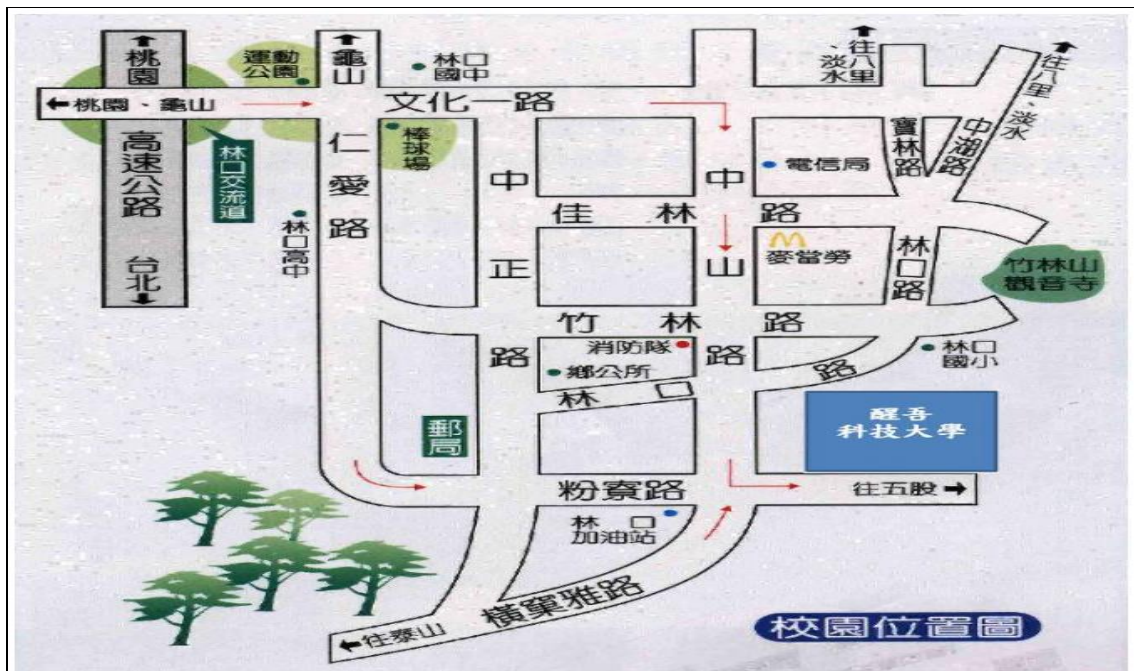 桃園
運動
公園
龜山
林口
國中
往八里
、淡水
往八里、淡水
←桃園、龜山
文化一路
高速公路
台北
林口交流道
仁愛路
棒球場
中正路
中山路
電信局
寶林路
中湖路
林口高中
佳林路
麥當勞
林口路
竹林山
觀音寺
竹林路
消防隊
鄉公所
林口路
林口
國小
郵局
醒吾
科技大學
粉寮路
往五股→
林口
加油站
橫窠雅路
←往泰山
校園位置圖